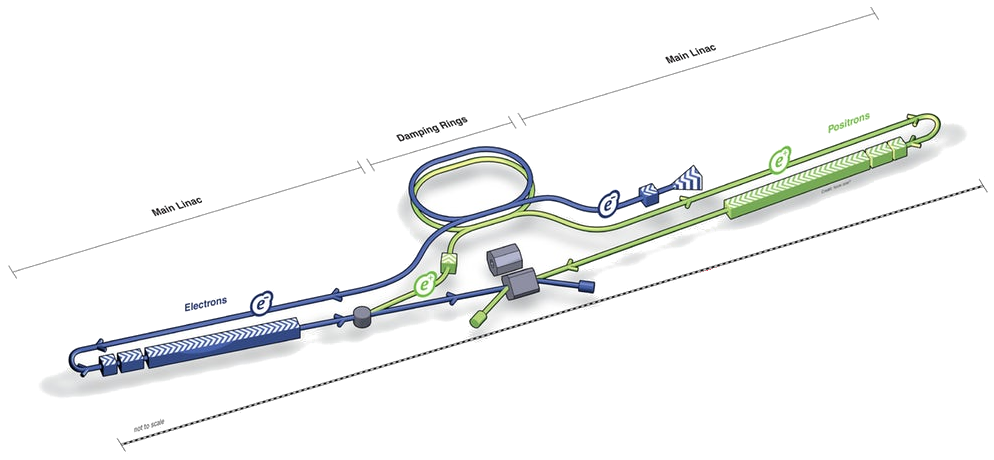 Main Linac
Damping Rings
Positrons
e⁺
e⁻
Main Linac
e⁺
Electrons
e⁻
not to scale